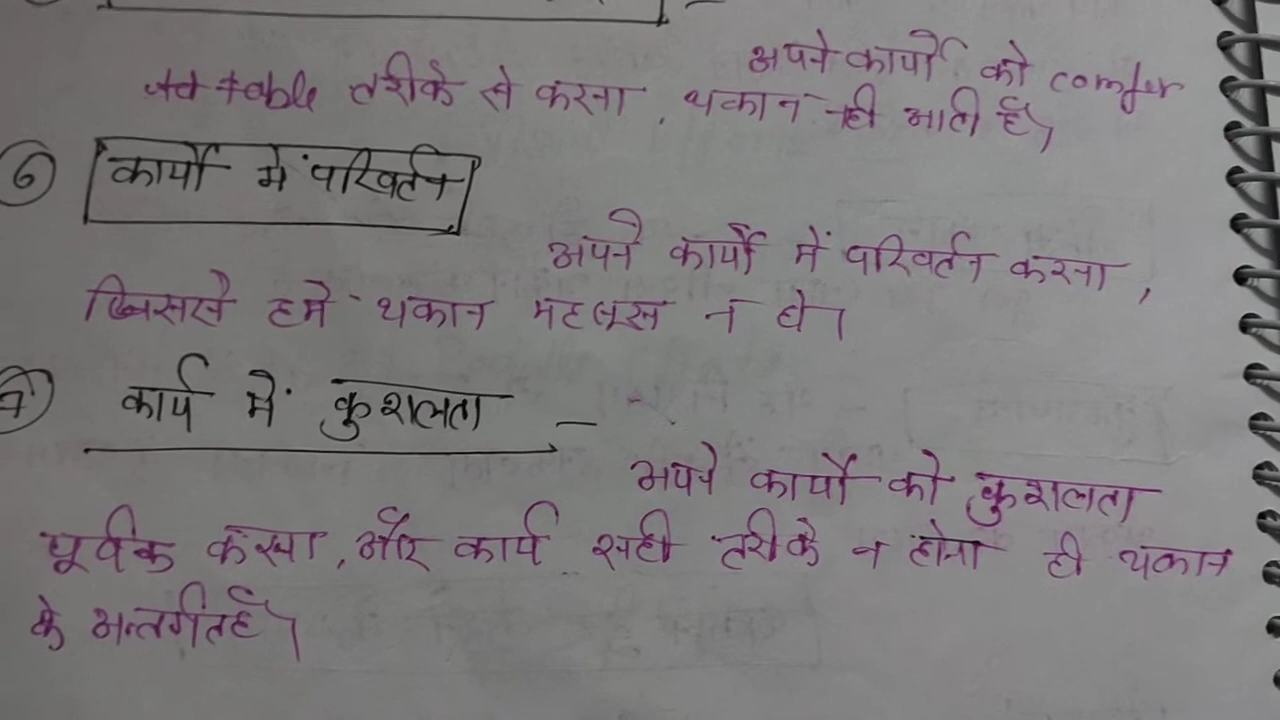 अपने कार्यो को comfer
table तरीके से करना, थकान नही आती है।
6 कार्यो में परिवर्तन
अपने कार्यो में परिवर्तन करना,
जिससे हमे थकान महसूस न हो।
7 कार्य में कुशलता –
अपने कार्यो को कुशलता
पूर्वक करना, और कार्य सही तरीके न होना ही थकान
के अन्तर्गत है।